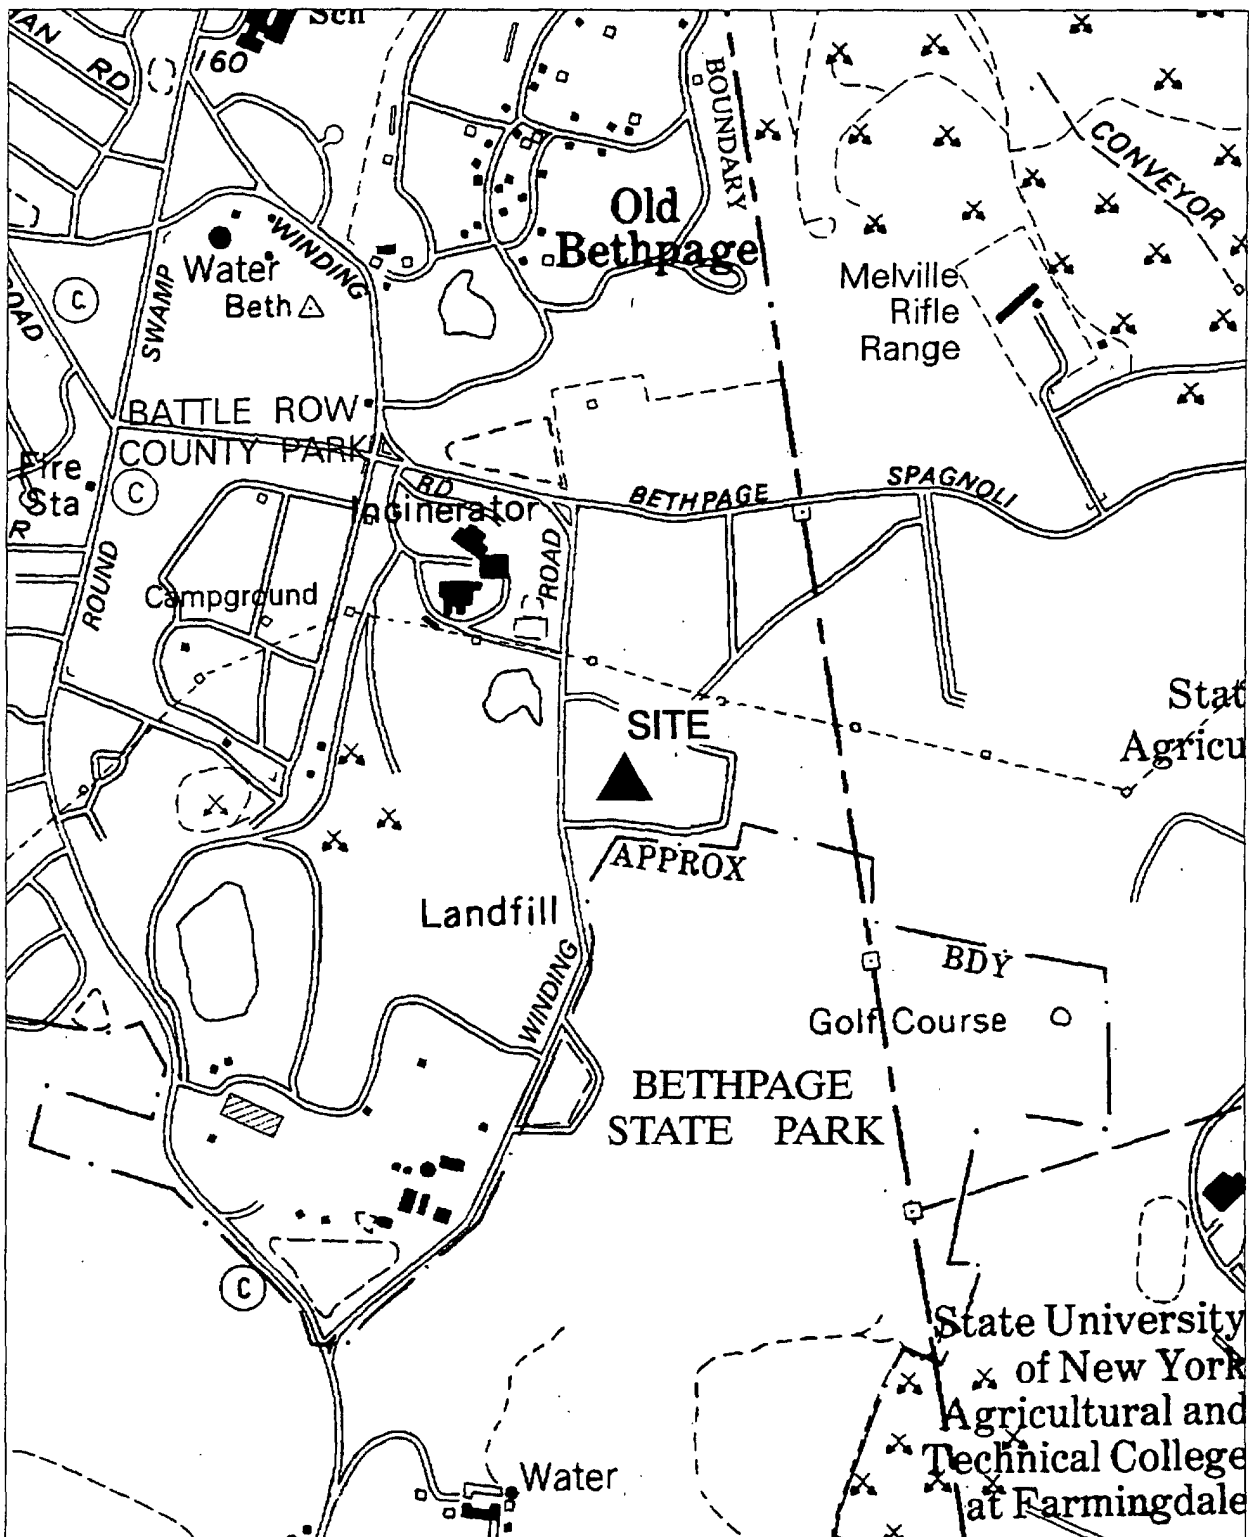 Sch
AN RD
160
BOUNDARY
CONVEYOR
Old
Bethpage
WINDING
Water
Beth
C
SWAMP
OAD
Melville
Rifle
Range
BATTLE ROW
COUNTY PARK
Fire
Sta
C
R
RD
Incinerator
BETHPAGE
SPAGNOLI
ROAD
ROUND
Campground
Stat
Agricu
SITE
APPROX
Landfill
WINDING
BDY
Golf Course
BETHPAGE
STATE PARK
C
State University
of New York
Agricultural and
Technical College
at Farmingdale
Water